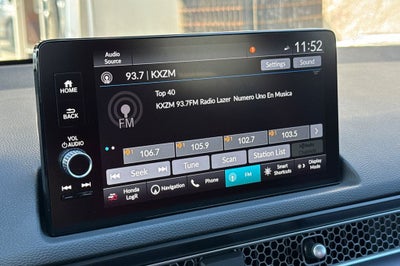 Audio
Source
11:52
93.7 | KXZM
Settings
Sound
HOME
BACK
VOL
AUDIO
Top 40
KXZM 93.7FM Radio Lazer Numero Uno En Musica
FM
106.7
105.9
102.7
103.5
Seek
Tune
Scan
Station List
Honda
LogR
Navigation
Phone
FM
Smart
Shortcuts
Display
Mode